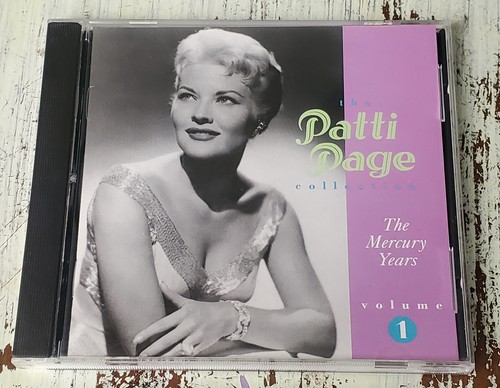 the
Patti
Page
collection
The
Mercury
Years
volume
1